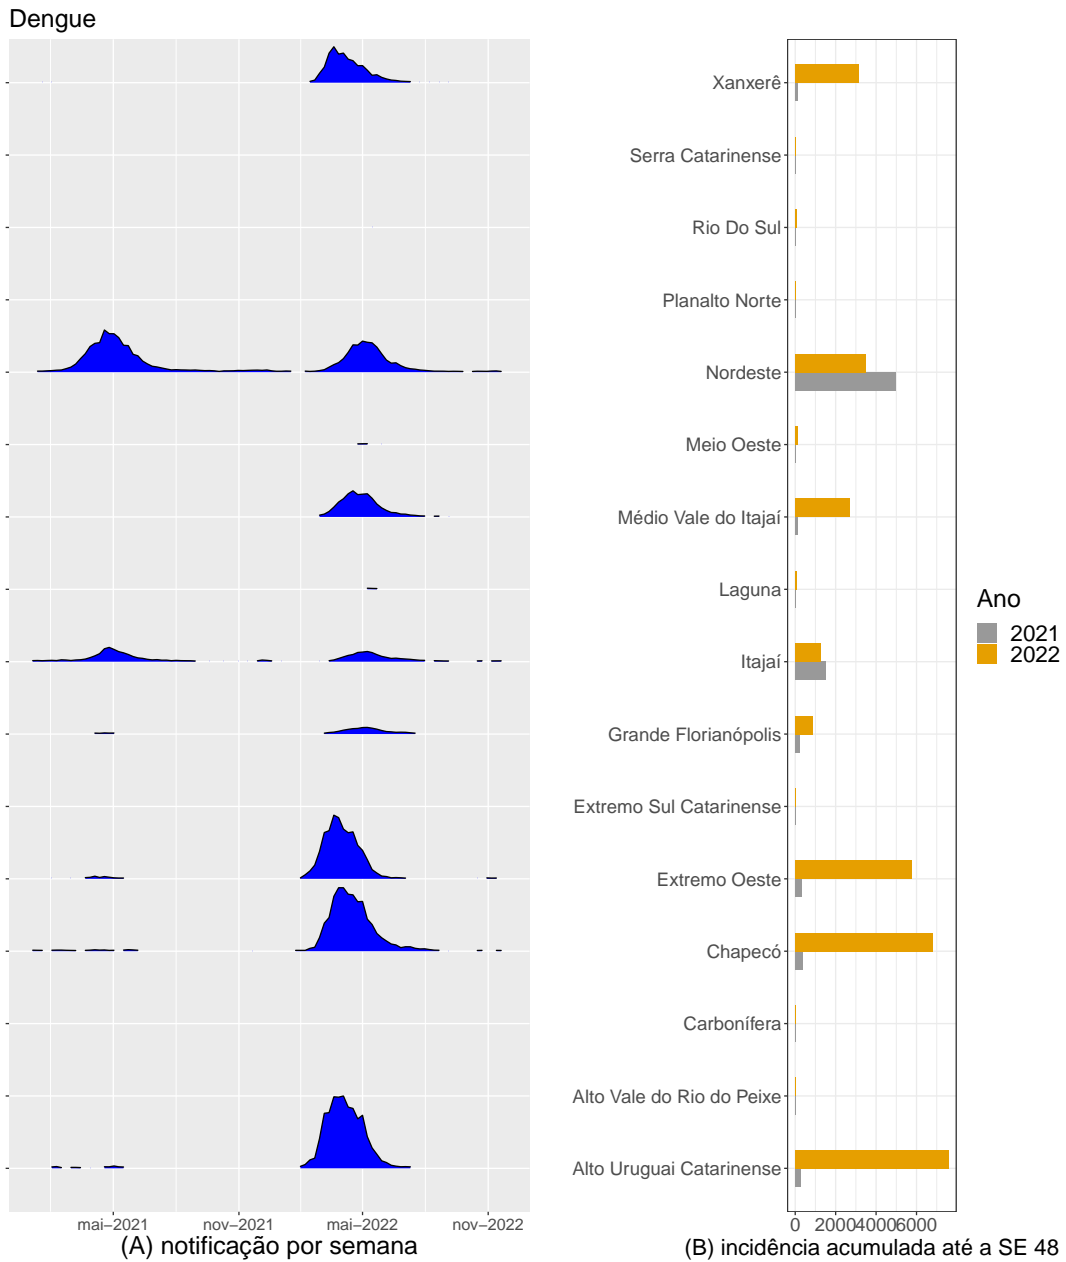 Dengue
Xanxerê
Serra Catarinense
Rio Do Sul
Planalto Norte
Nordeste
Meio Oeste
Médio Vale do Itajaí
Laguna
Itajaí
Grande Florianópolis
Extremo Sul Catarinense
Extremo Oeste
Chapecó
Carbonífera
Alto Vale do Rio do Peixe
Alto Uruguai Catarinense
Ano
2021
2022
mai–2021 nov–2021 mai–2022 nov–2022
0 2000 4000 6000
(A) notificação por semana
(B) incidência acumulada até a SE 48